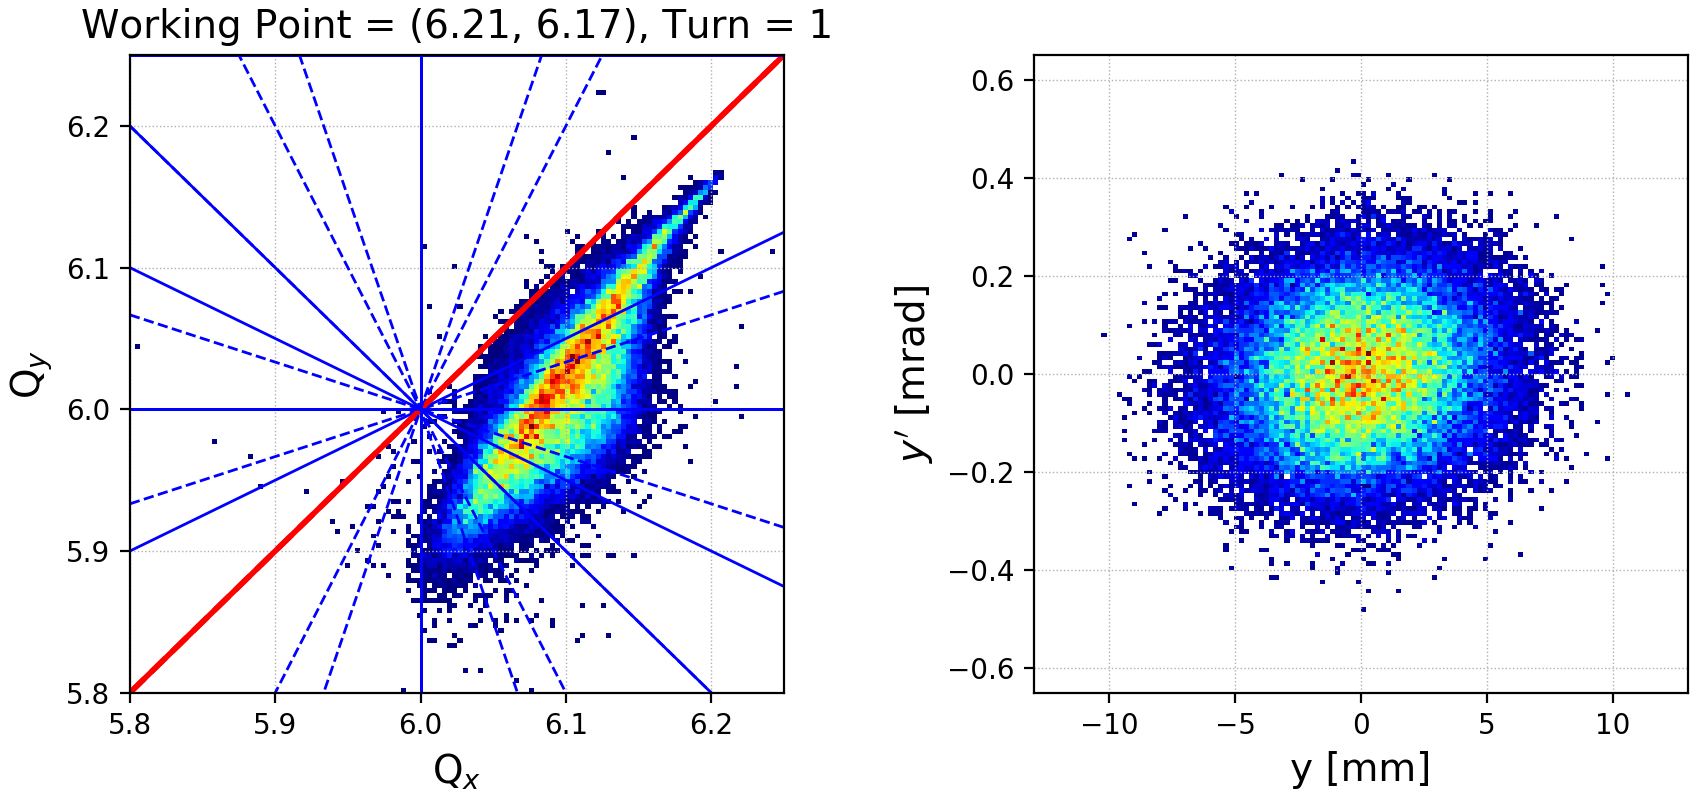 Working Point = (6.21, 6.17), Turn = 1
6.2
6.1
6.0
5.9
5.8
Q_y
5.8 5.9 6.0 6.1 6.2
Q_x
0.6
0.4
0.2
0.0
−0.2
−0.4
−0.6
y′ [mrad]
−10 −5 0 5 10
y [mm]